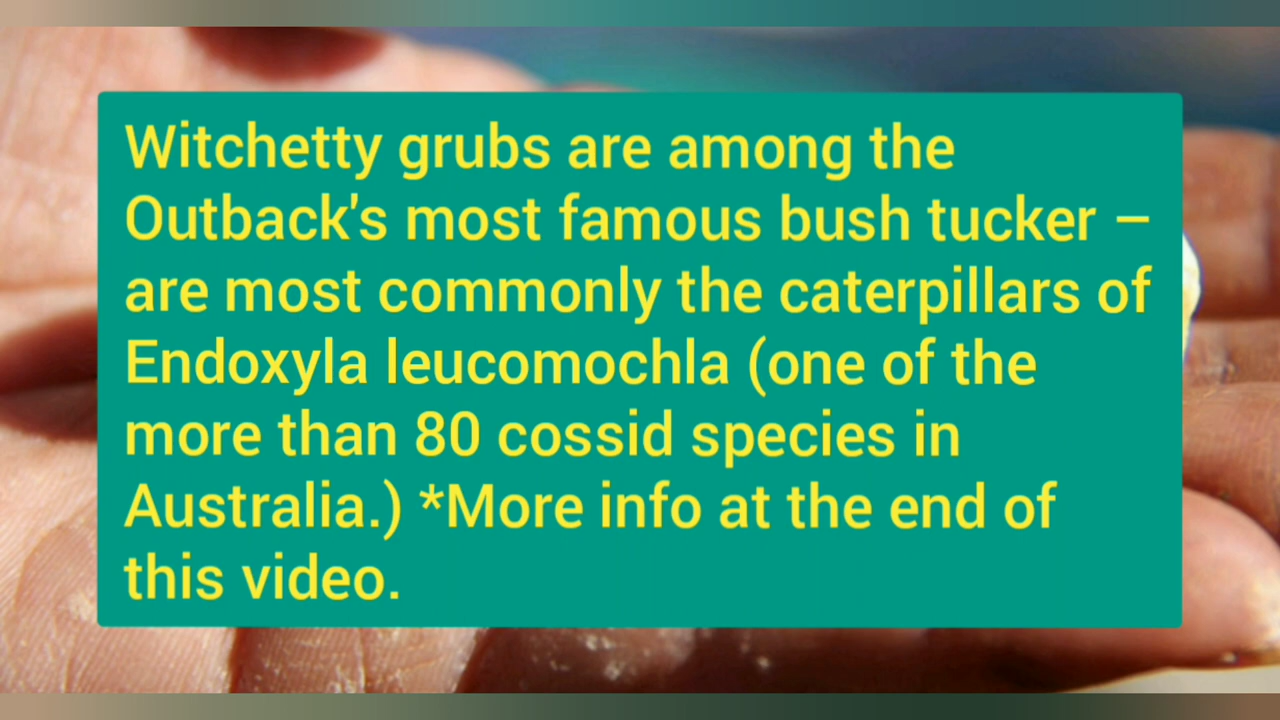 Witchetty grubs are among the
Outback's most famous bush tucker –
are most commonly the caterpillars of
Endoxyla leucomochla (one of the
more than 80 cossid species in
Australia.) *More info at the end of
this video.